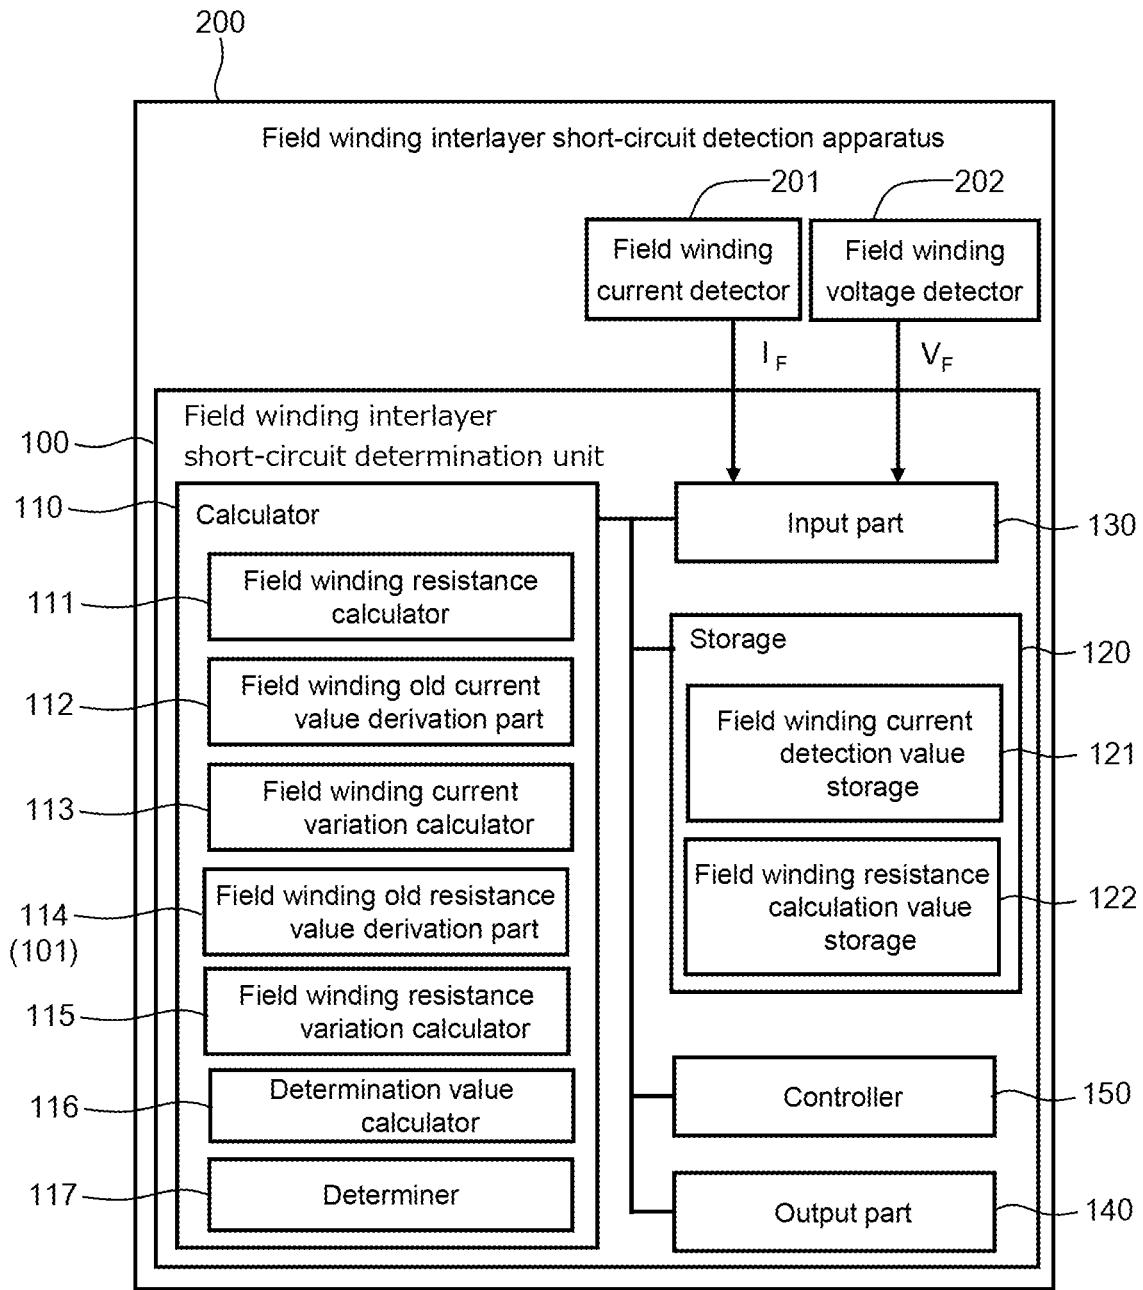 200
Field winding interlayer short-circuit detection apparatus
201
202
Field winding
current detector
Field winding
voltage detector
I F
V F
100
Field winding interlayer
short-circuit determination unit
110
Calculator
Input part
130
111
Field winding resistance
calculator
Storage
120
112
Field winding old current
value derivation part
Field winding current
detection value
storage
121
113
Field winding current
variation calculator
114
(101)
Field winding old resistance
value derivation part
Field winding resistance
calculation value
storage
122
115
Field winding resistance
variation calculator
116
Determination value
calculator
Controller
150
117
Determiner
Output part
140